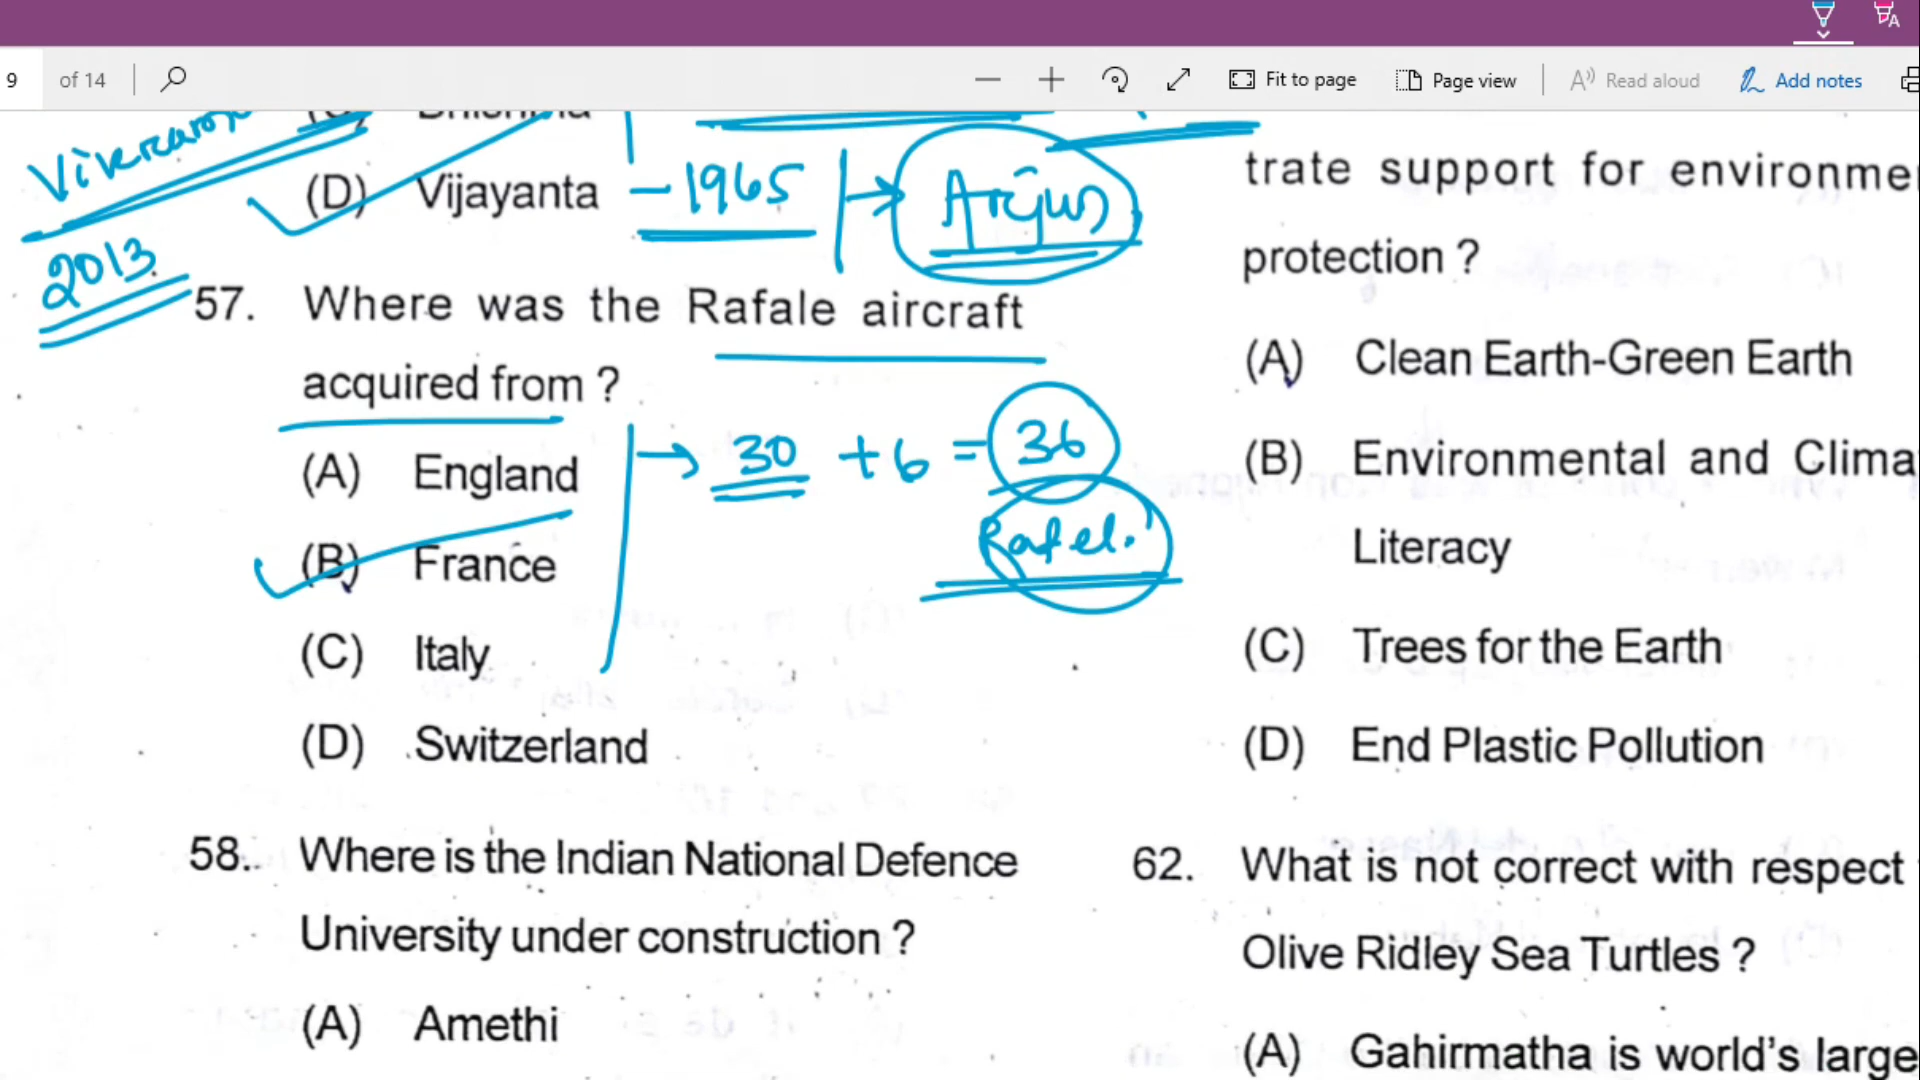 9 of 14
Fit to page
Page view
Read aloud
Add notes
(D) Vijayanta - 1965 → Arjun
2013
57. Where was the Rafale aircraft
acquired from ?
(A) England
→ 30 + 6 = 36
Rafel.
(B) France
(C) Italy
(D) Switzerland
58. Where is the Indian National Defence
University under construction ?
(A) Amethi
trate support for environme
protection ?
(A) Clean Earth-Green Earth
(B) Environmental and Clima
Literacy
(C) Trees for the Earth
(D) End Plastic Pollution
62. What is not correct with respect
Olive Ridley Sea Turtles ?
(A) Gahirmatha is world's large